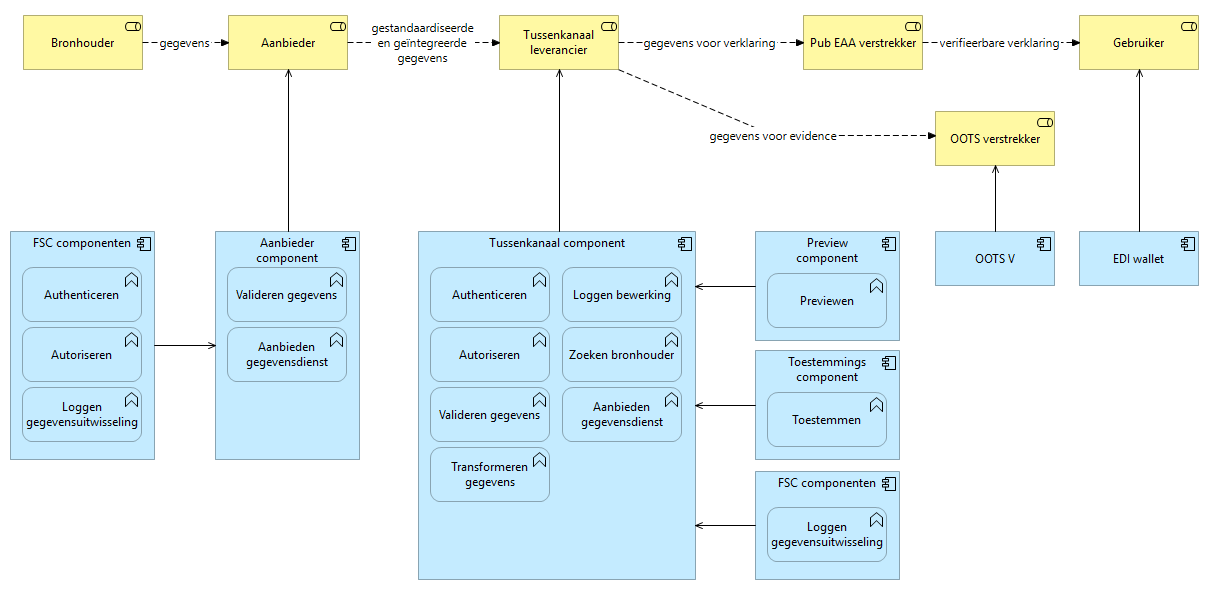 Bronhouder
gegevens
Aanbieder
gestandaardiseerde
en geïntegreerde
gegevens
Tussenkanaal
leverancier
gegevens voor verklaring
Pub EAA verstrekker
verifieerbare verklaring
Gebruiker
gegevens voor evidence
OOTS verstrekker
FSC componenten
Authenticeren
Autoriseren
Loggen
gegevensuitwisseling
Aanbieder
component
Valideren gegevens
Aanbieden
gegevensdienst
Tussenkanaal component
Authenticeren
Loggen bewerking
Autoriseren
Zoeken bronhouder
Valideren gegevens
Aanbieden
gegevensdienst
Transformeren
gegevens
Preview
component
Previewen
Toestemmings
component
Toestemmen
FSC componenten
Loggen
gegevensuitwisseling
OOTS V
EDI wallet